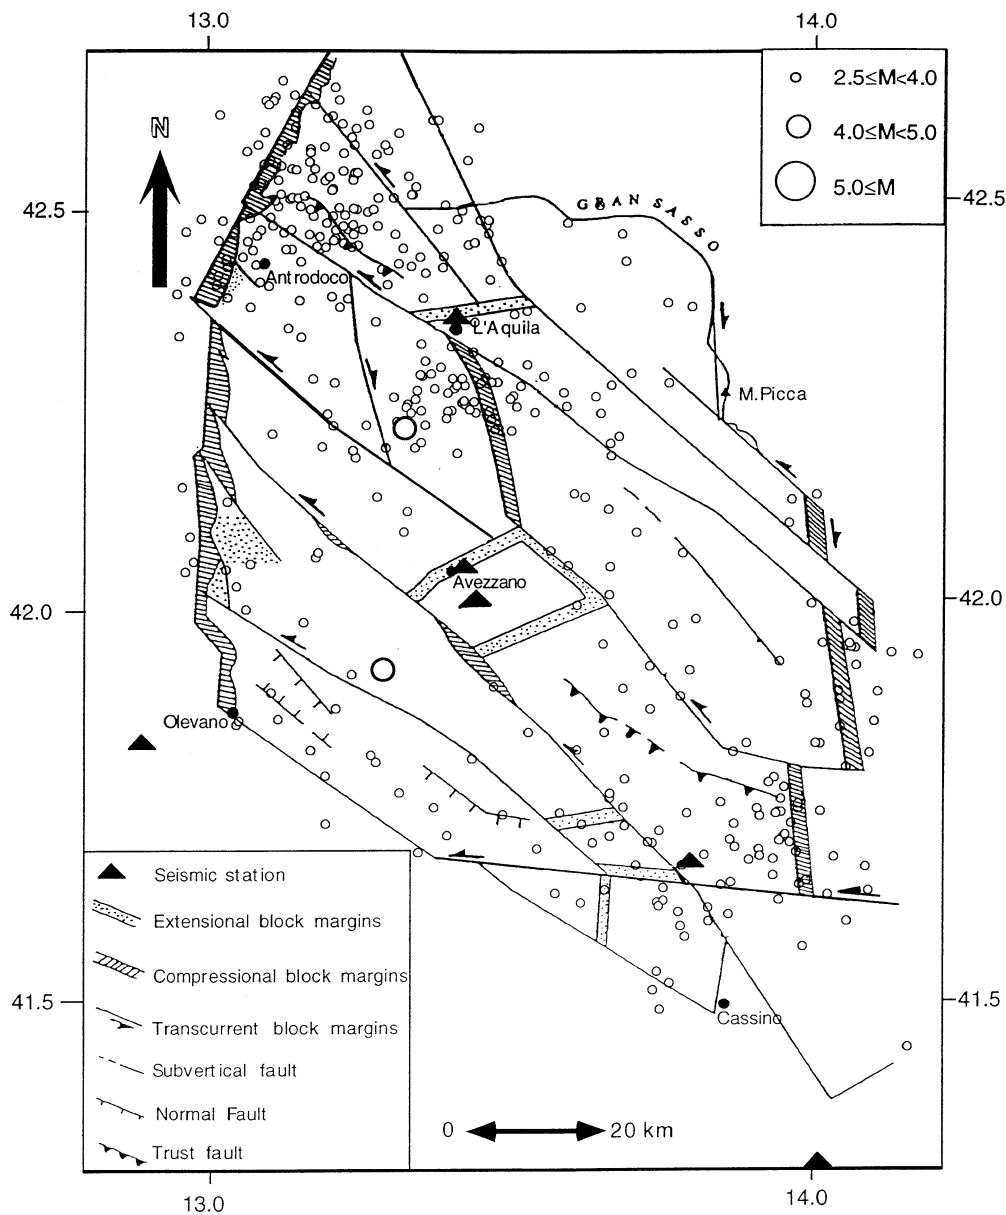 13.0 14.0
N
2.5≤M<4.0
4.0≤M<5.0
5.0≤M
42.5 42.5
GRAN SASSO
Antrodoco
L'Aquila
M.Picca
Avezzano
42.0 42.0
Olevano
Seismic station
Extensional block margins
Compressional block margins
Transcurrent block margins
Subvertical fault
Normal Fault
Trust fault
41.5 41.5
Cassino
0 20 km
13.0 14.0